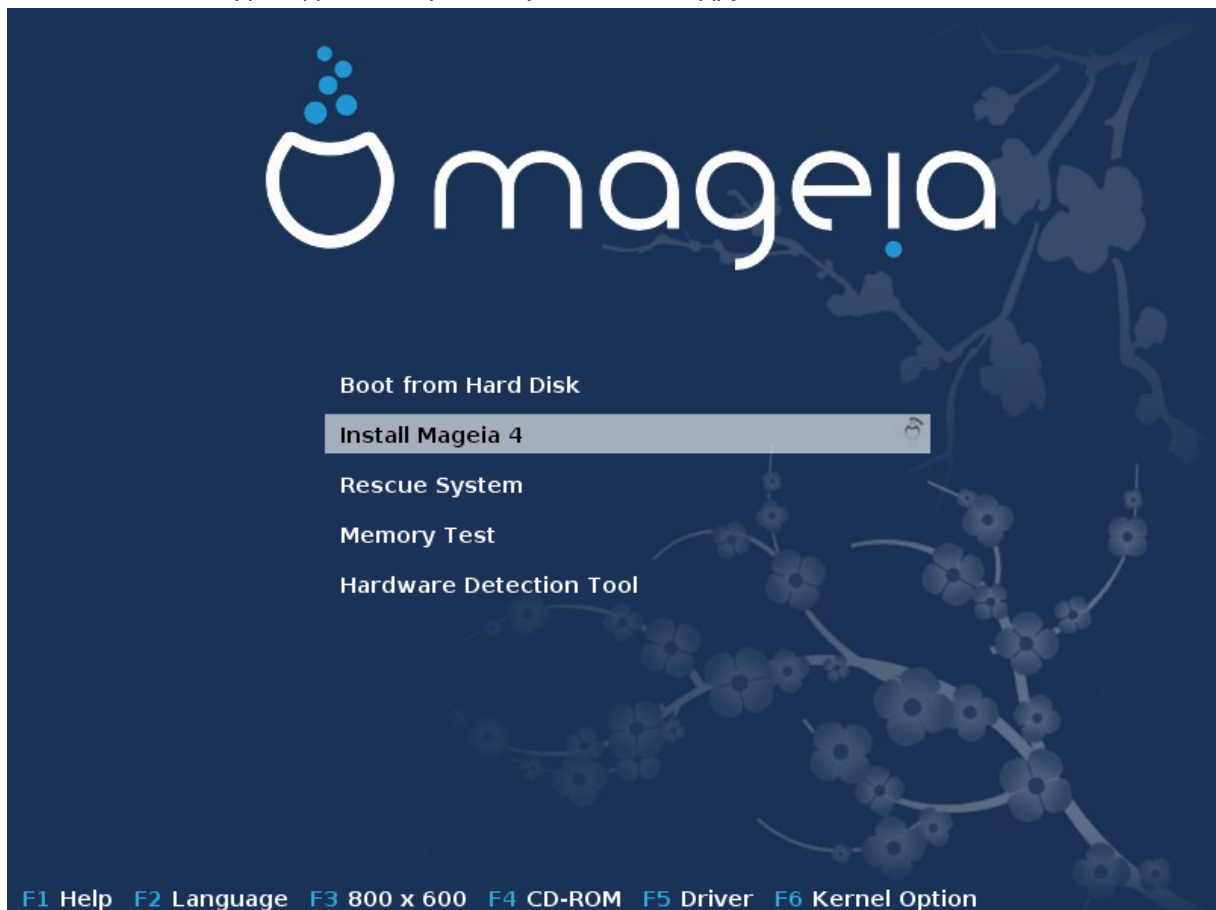 mageia
Boot from Hard Disk
Install Mageia 4
Rescue System
Memory Test
Hardware Detection Tool
F1 Help F2 Language F3 800 x 600 F4 CD-ROM F5 Driver F6 Kernel Option